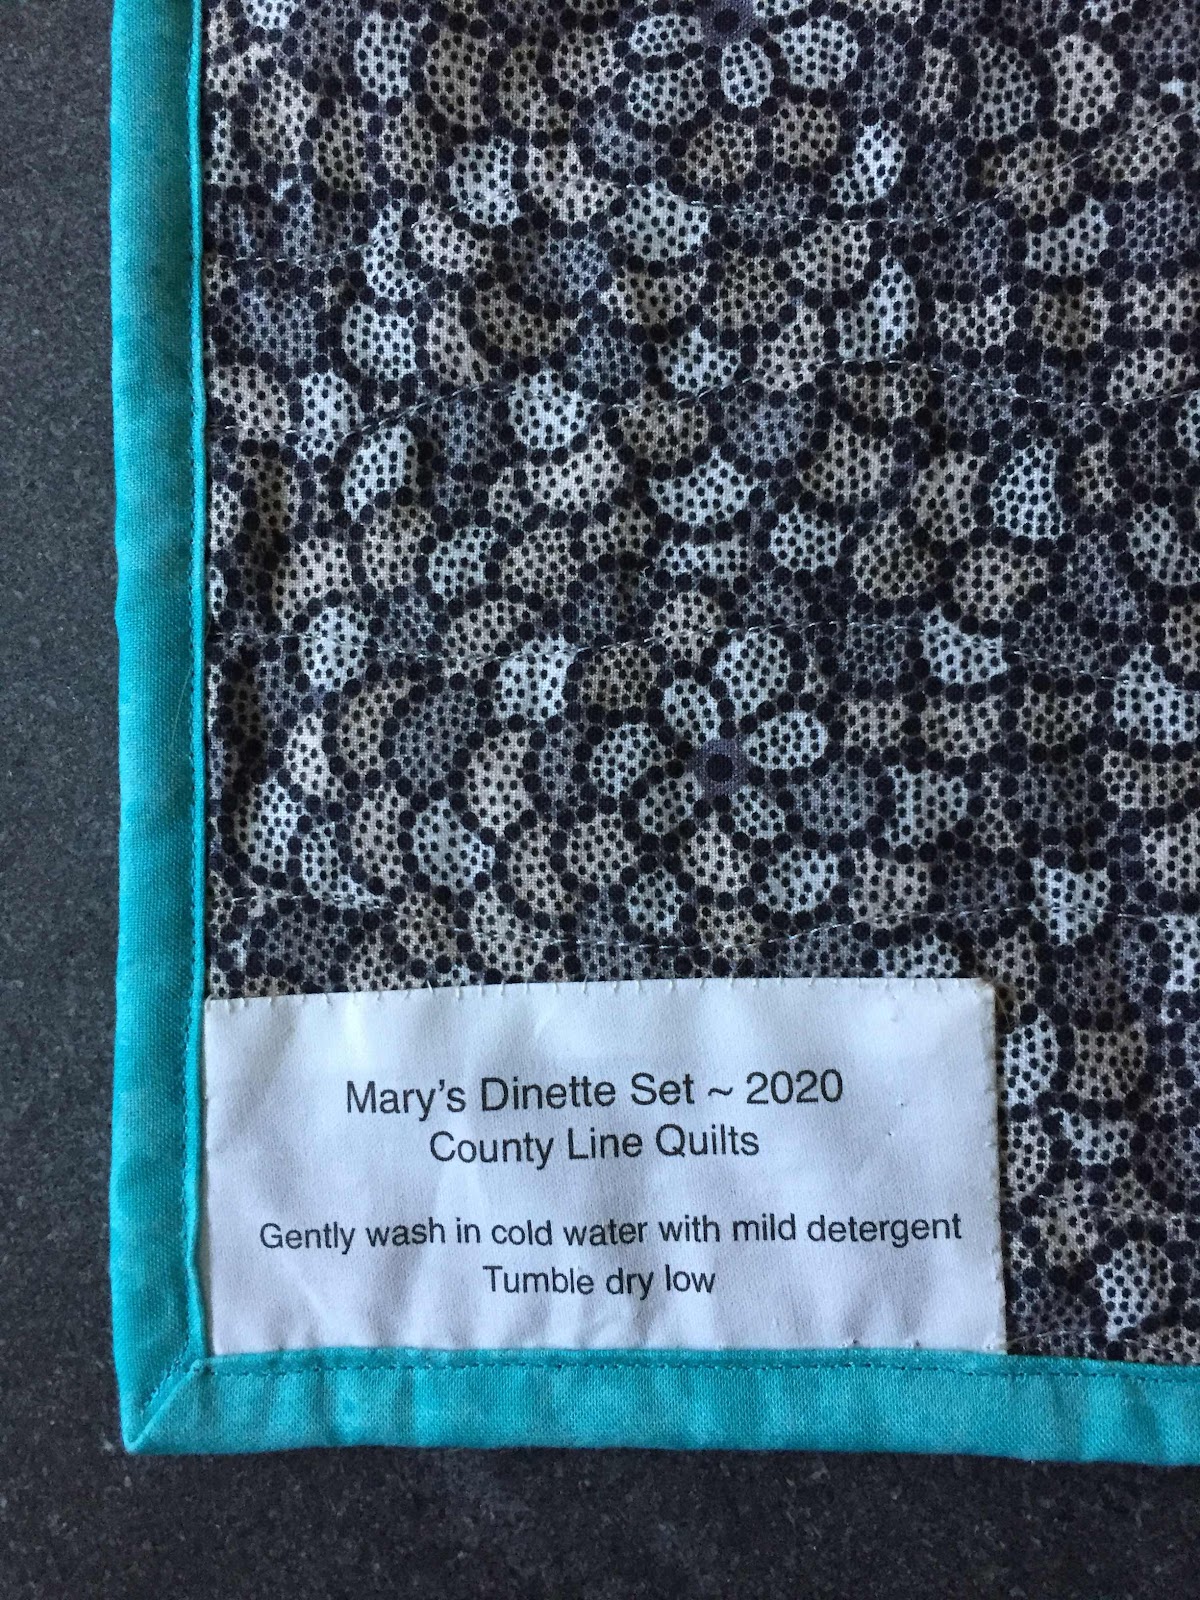 Mary's Dinette Set ~ 2020
County Line Quilts
Gently wash in cold water with mild detergent
Tumble dry low